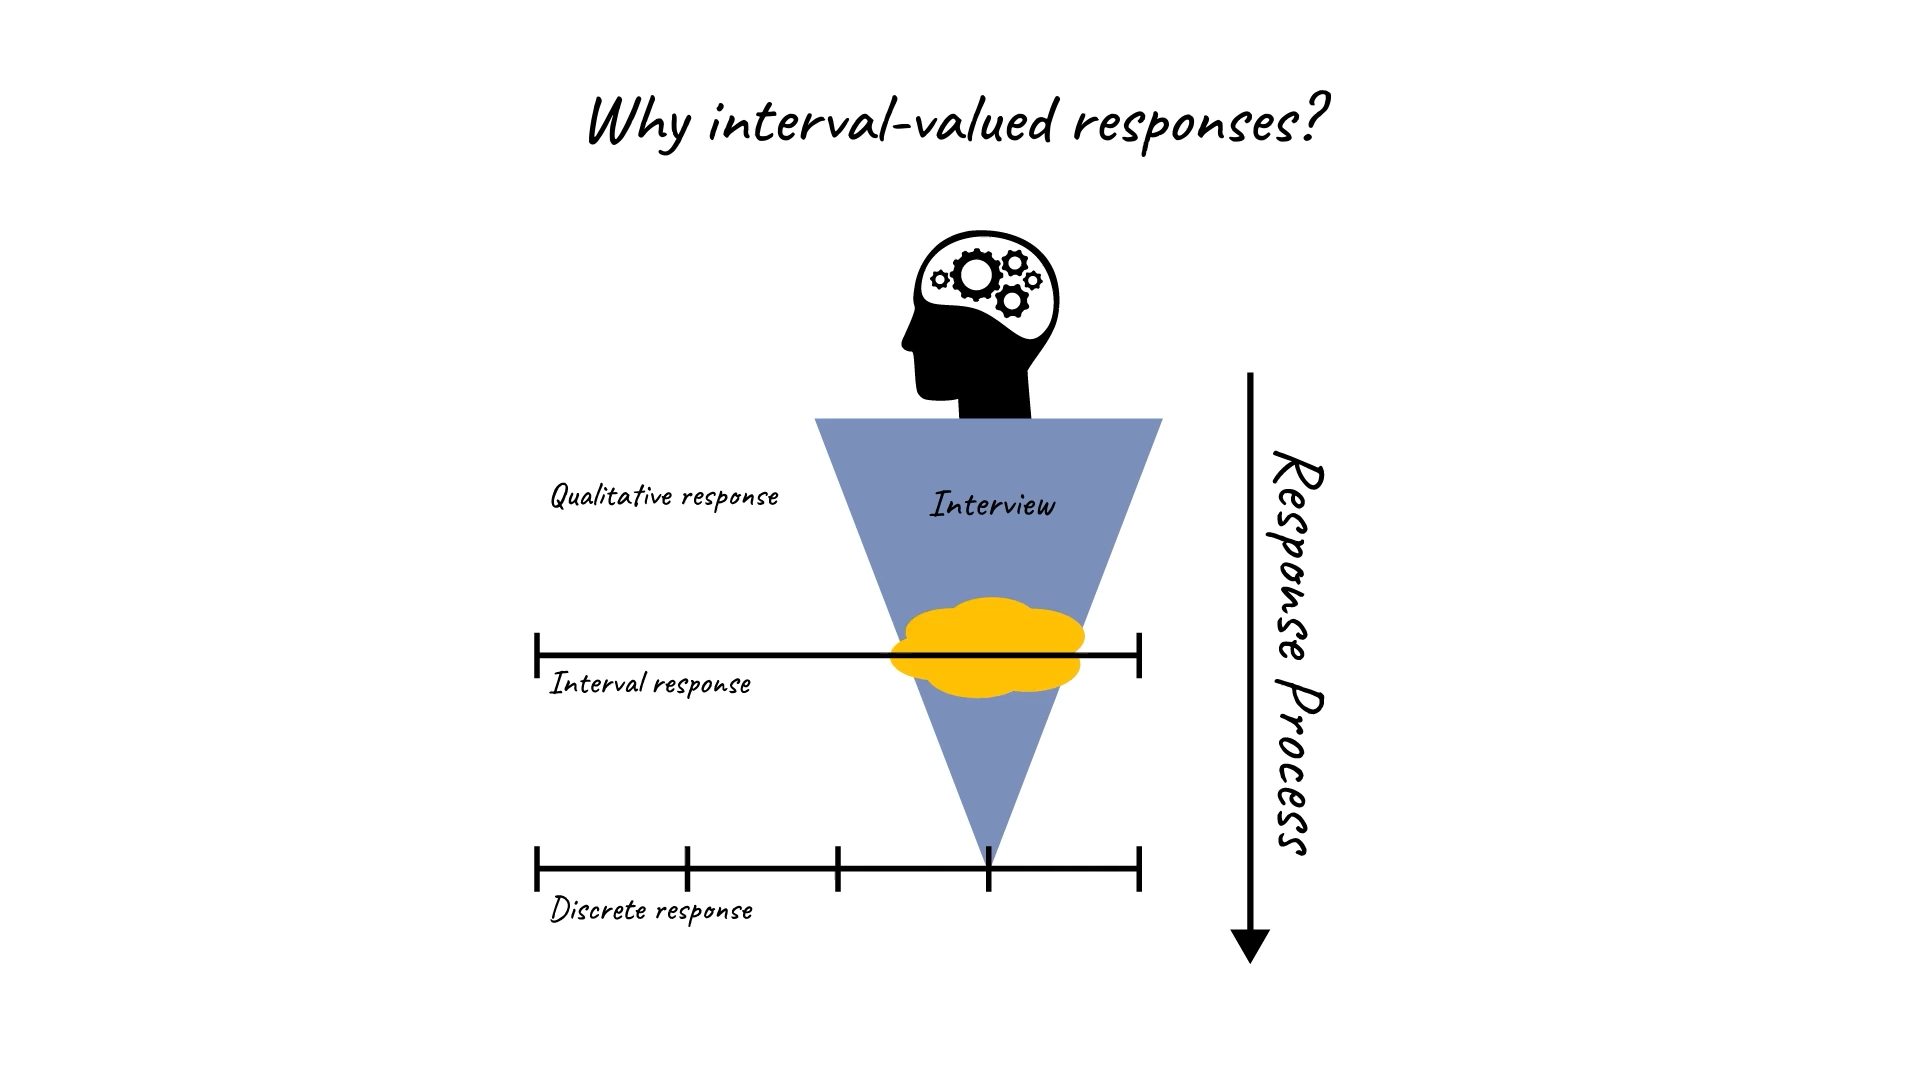 Why interval-valued responses?
Qualitative response
Interview
Interval response
Discrete response
Response Process